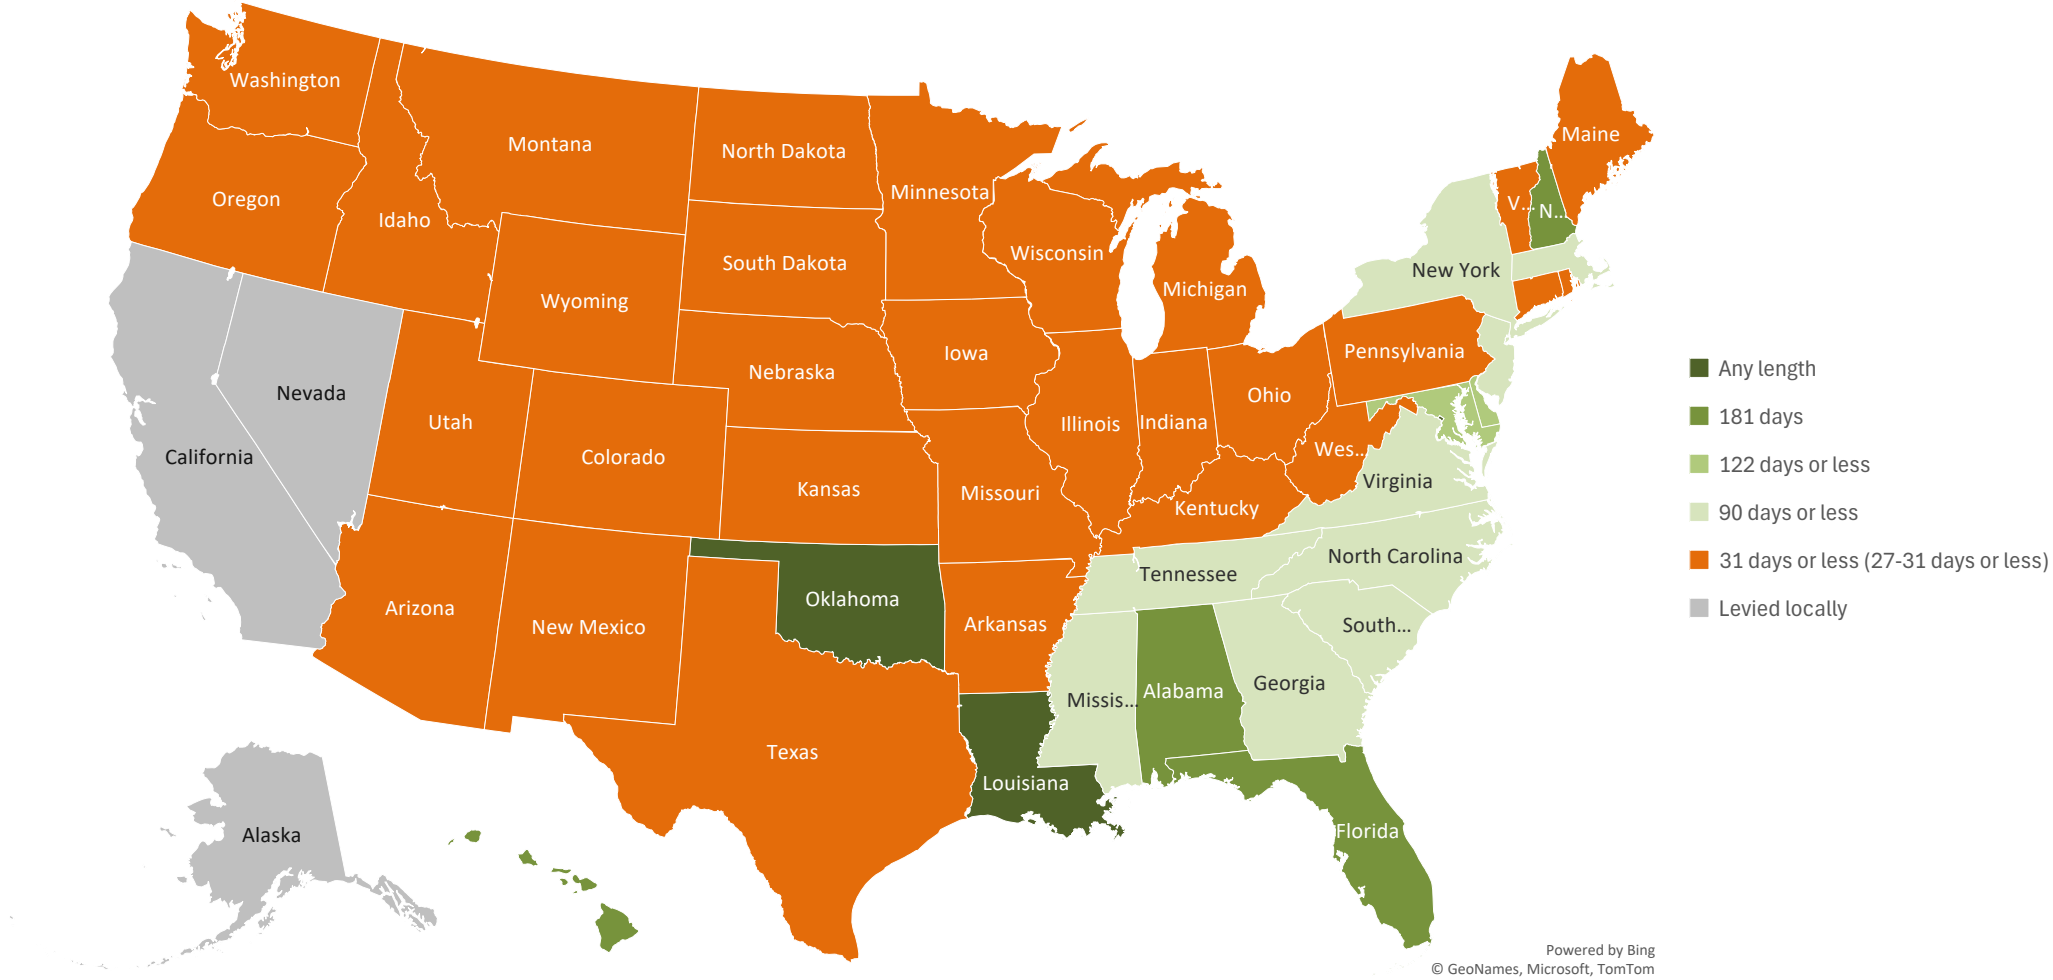 Washington
Montana
North Dakota
Minnesota
Maine
Oregon
Idaho
V...
N...
Wisconsin
South Dakota
New York
Michigan
Wyoming
Iowa
Pennsylvania
Nebraska
Any length
Nevada
Ohio
181 days
Utah
Illinois
Indiana
California
Colorado
Wes...
122 days or less
Kansas
Missouri
Virginia
Kentucky
90 days or less
North Carolina
31 days or less (27-31 days or less)
Tennessee
Arizona
Oklahoma
Levied locally
New Mexico
Arkansas
South...
Georgia
Missis...
Alabama
Texas
Louisiana
Alaska
Florida
Powered by Bing
© GeoNames, Microsoft, TomTom